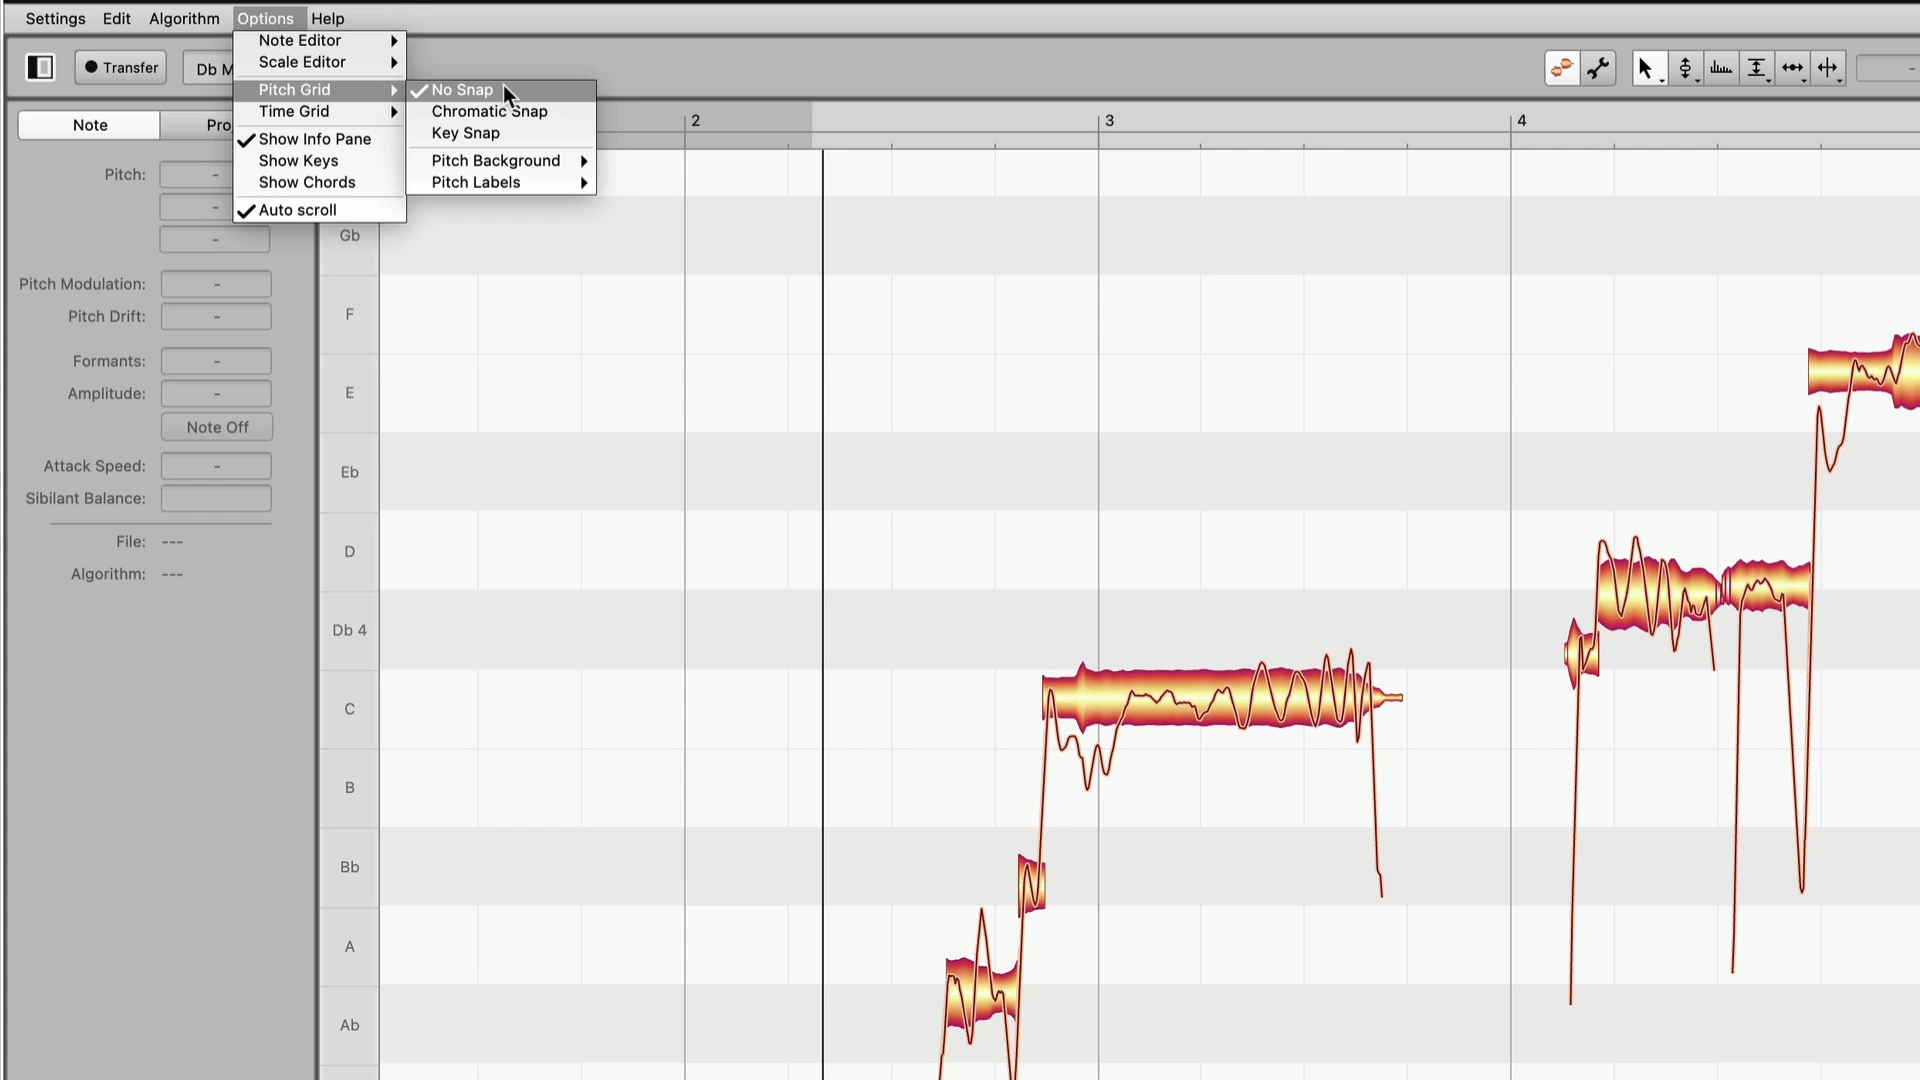 Settings Edit Algorithm Options Help
Transfer
Db M
Note Editor
Scale Editor
Pitch Grid
Time Grid
Show Info Pane
Show Keys
Show Chords
Auto scroll
No Snap
Chromatic Snap
Key Snap
Pitch Background
Pitch Labels
2 3 4
Note Pro
Pitch: -
-
-
Pitch Modulation: -
Pitch Drift: -
Formants: -
Amplitude: -
Note Off
Attack Speed: -
Sibilant Balance:
File: ---
Algorithm: ---
-
Gb
F
E
Eb
D
Db 4
C
B
Bb
A
Ab